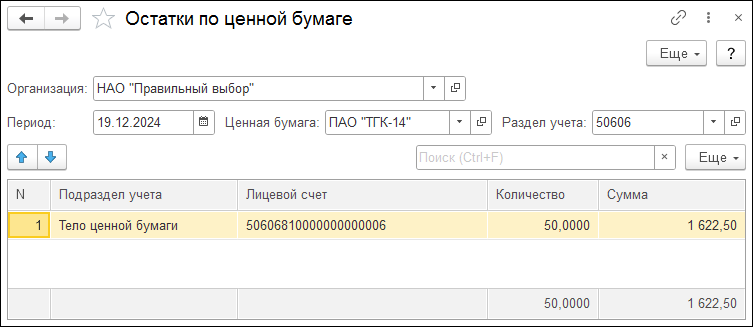 Остатки по ценной бумаге
Еще ?
Организация: НАО "Правильный выбор"
Период: 19.12.2024 Ценная бумага: ПАО "ТГК-14" Раздел учета: 50606
Поиск (Ctrl+F) × Еще
N Подраздел учета Лицевой счет Количество Сумма
1 Тело ценной бумаги 50606810000000000006 50,0000 1 622,50
50,0000 1 622,50